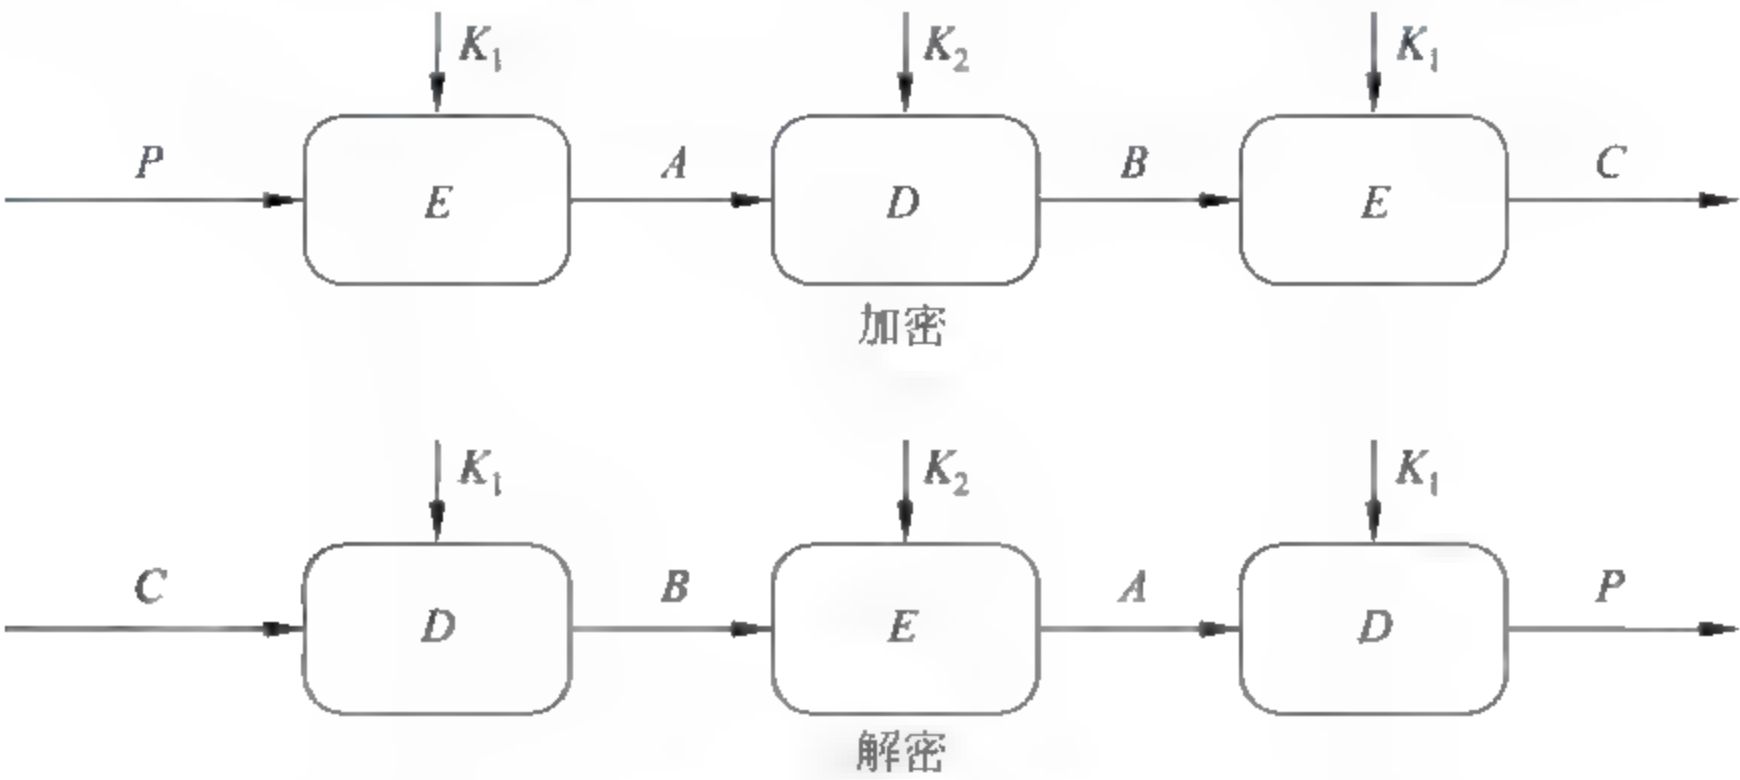 K₁ K₂ K₁
P E A D B E C
加密
K₁ K₂ K₁
C D B E A D P
解密